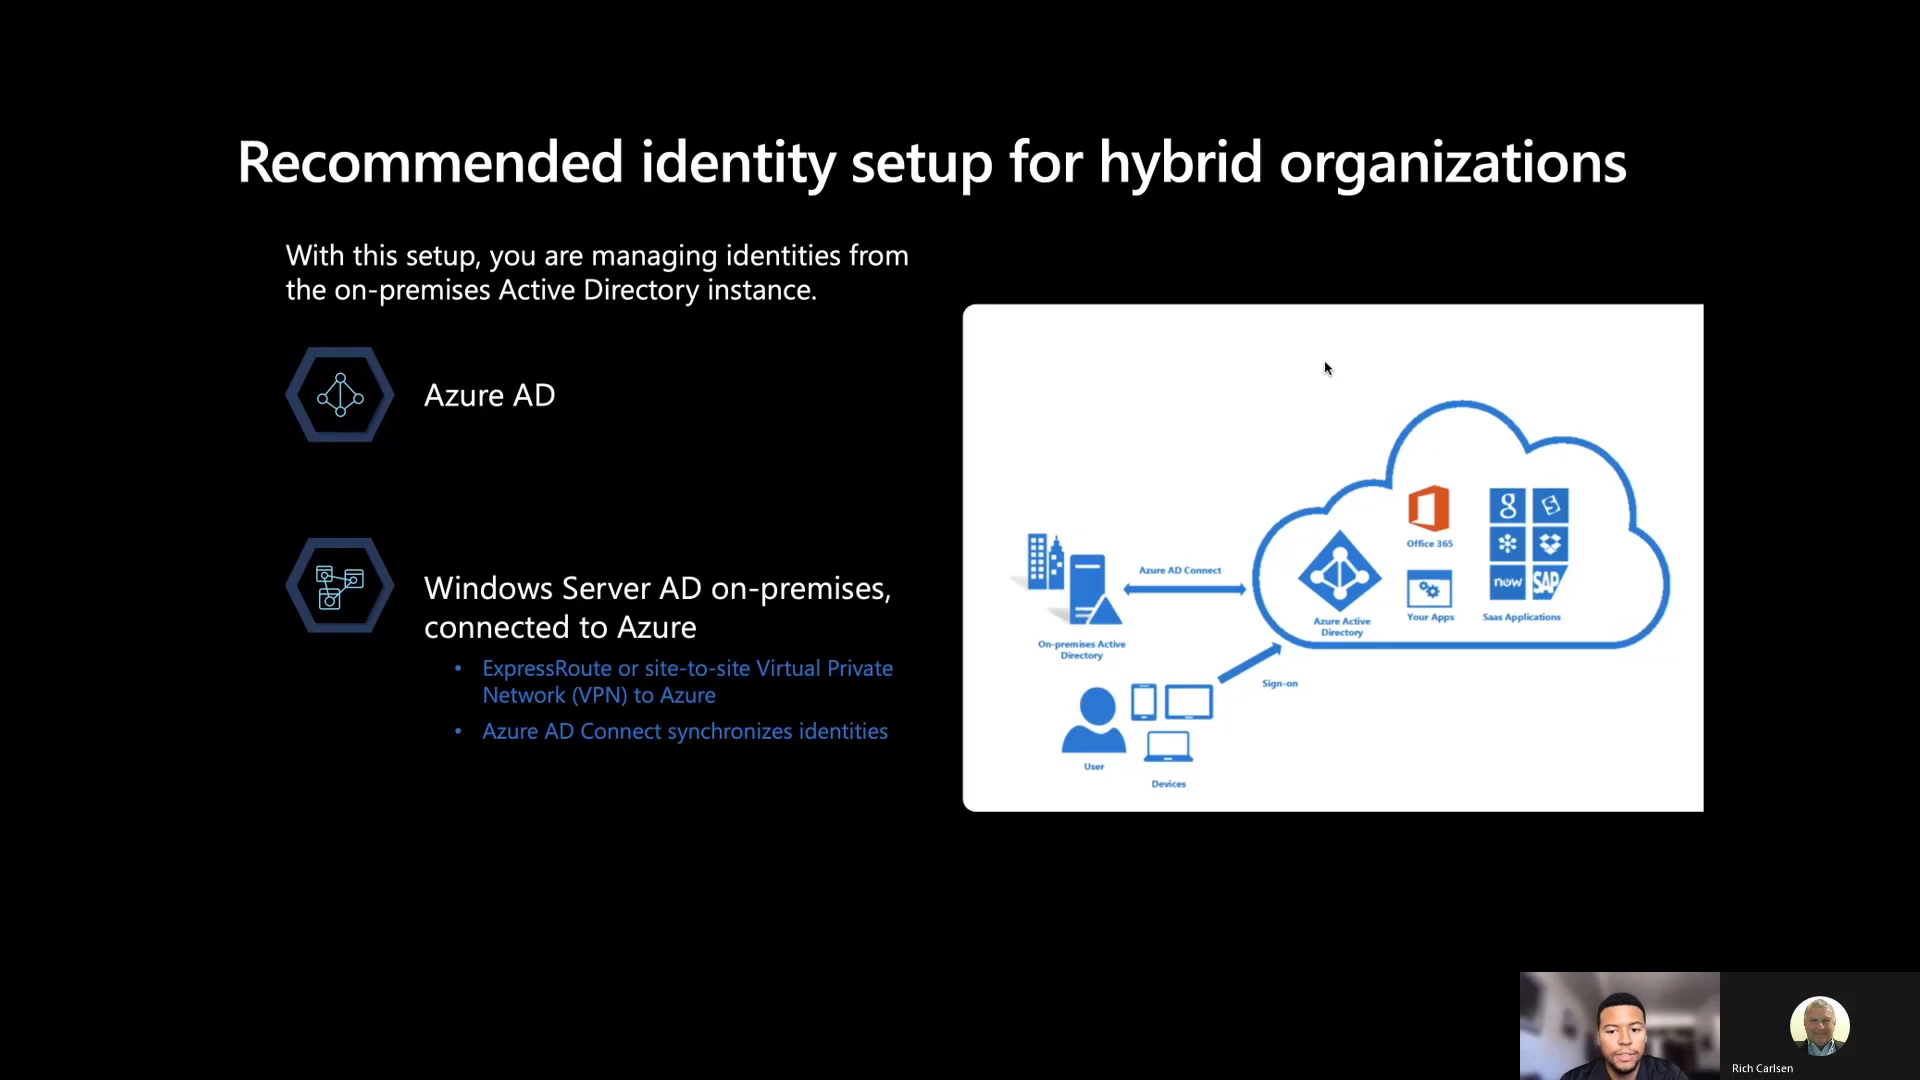 Recommended identity setup for hybrid organizations
With this setup, you are managing identities from
the on-premises Active Directory instance.
Azure AD
Windows Server AD on-premises,
connected to Azure
• ExpressRoute or site-to-site Virtual Private
Network (VPN) to Azure
• Azure AD Connect synchronizes identities
Azure AD Connect
On-premises Active
Directory
Sign-on
User
Devices
Azure Active
Directory
Office 365
Your Apps
g
now
SAP
Saas Applications
Rich Carlsen